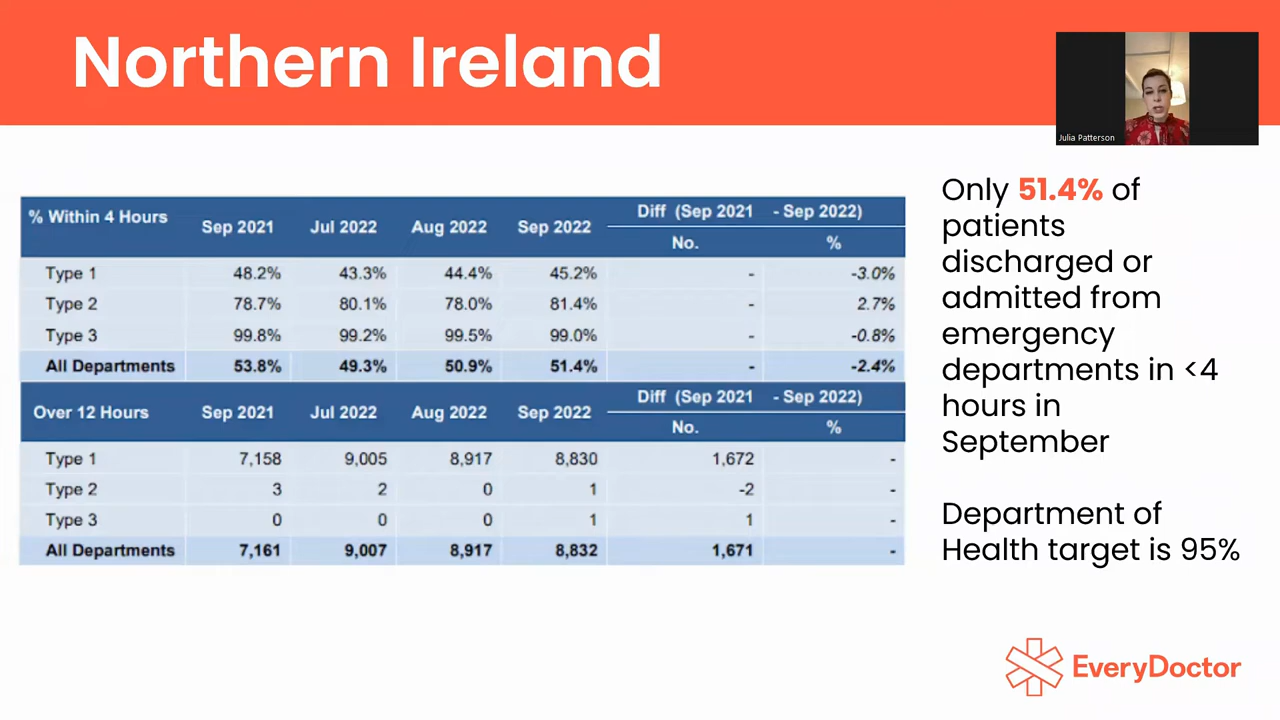 Northern Ireland
Julia Patterson
% Within 4 Hours Sep 2021 Jul 2022 Aug 2022 Sep 2022 Diff (Sep 2021 - Sep 2022)
No. %
Type 1 48.2% 43.3% 44.4% 45.2% - -3.0%
Type 2 78.7% 80.1% 78.0% 81.4% - 2.7%
Type 3 99.8% 99.2% 99.5% 99.0% - -0.8%
All Departments 53.8% 49.3% 50.9% 51.4% - -2.4%
Over 12 Hours Sep 2021 Jul 2022 Aug 2022 Sep 2022 Diff (Sep 2021 - Sep 2022)
No. %
Type 1 7,158 9,005 8,917 8,830 1,672 -
Type 2 3 2 0 1 -2 -
Type 3 0 0 0 1 1 -
All Departments 7,161 9,007 8,917 8,832 1,671 -
Only 51.4% of
patients
discharged or
admitted from
emergency
departments in <4
hours in
September
Department of
Health target is 95%
EveryDoctor